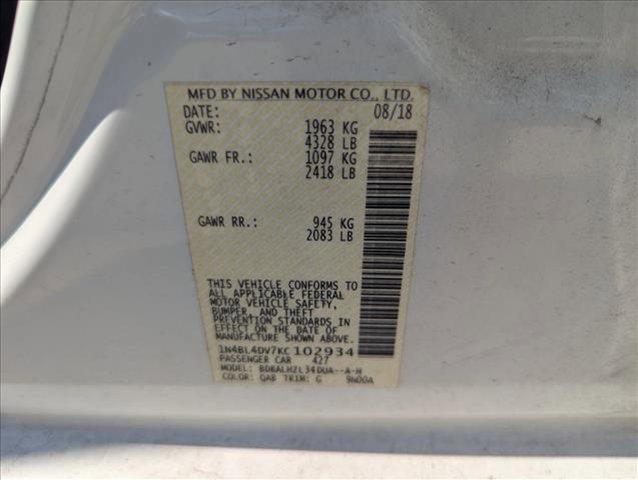 MFD BY NISSAN MOTOR CO., LTD.
DATE: 08/18
GVWR: 1963 KG
4328 LB
GAWR FR.: 1097 KG
2418 LB
GAWR RR.: 945 KG
2083 LB
THIS VEHICLE CONFORMS TO
ALL APPLICABLE FEDERAL
MOTOR VEHICLE SAFETY,
BUMPER, AND THEFT
PREVENTION STANDARDS IN
EFFECT ON THE DATE OF
MANUFACTURE SHOWN ABOVE.
1N4BL4DV7KC102934
PASSENGER CAR 427
MODEL: BDBALHZL34DUA--A-H
COLOR: QAB TRIM: G